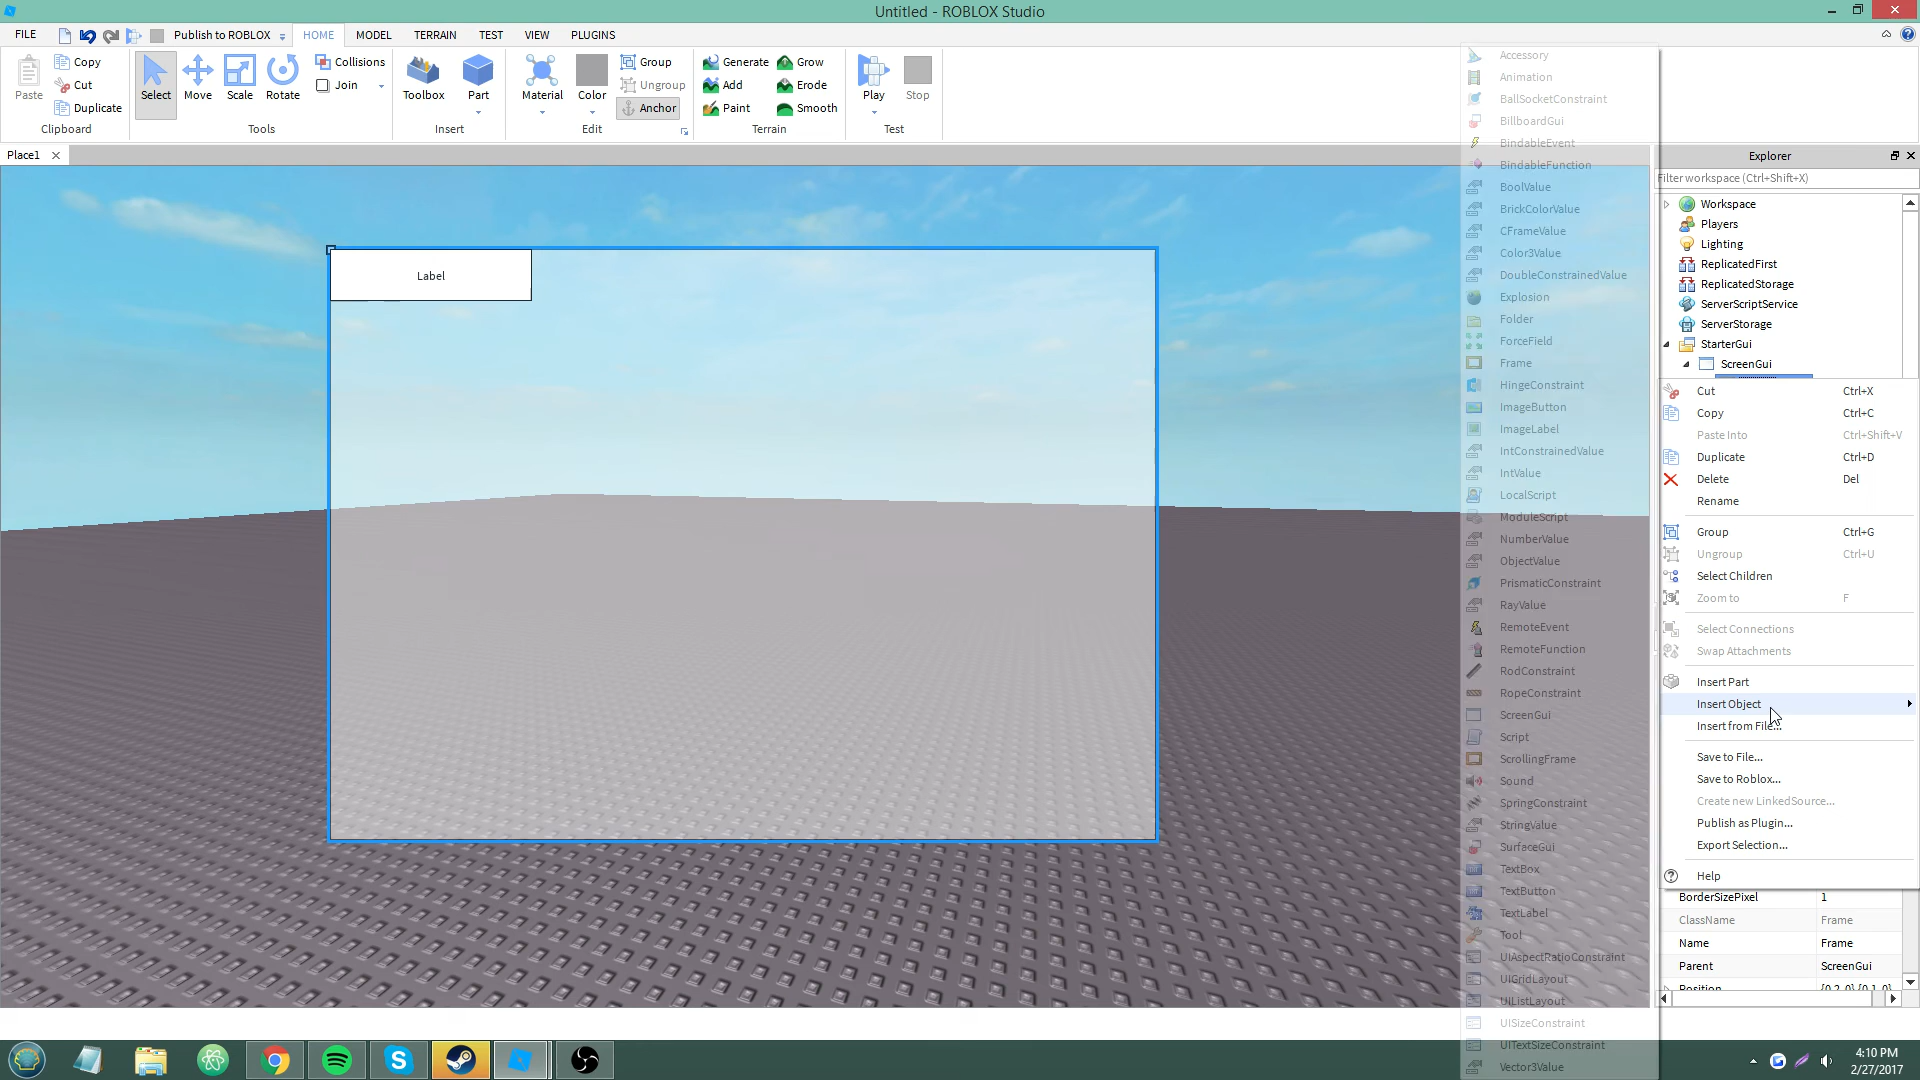 Untitled - ROBLOX Studio
FILE
Publish to ROBLOX
HOME
MODEL
TERRAIN
TEST
VIEW
PLUGINS
Paste
Copy
Cut
Duplicate
Clipboard
Select
Move
Scale
Rotate
Collisions
Join
Tools
Toolbox
Part
Insert
Material
Color
Group
Ungroup
Anchor
Edit
Generate
Grow
Add
Erode
Paint
Smooth
Terrain
Play
Stop
Test
Place1
Label
Accessory
Animation
BallSocketConstraint
BillboardGui
BindableEvent
BindableFunction
BoolValue
BrickColorValue
CFrameValue
Color3Value
DoubleConstrainedValue
Explosion
Folder
ForceField
Frame
HingeConstraint
ImageButton
ImageLabel
IntConstrainedValue
IntValue
LocalScript
ModuleScript
NumberValue
ObjectValue
PrismaticConstraint
RayValue
RemoteEvent
RemoteFunction
RodConstraint
RopeConstraint
ScreenGui
Script
ScrollingFrame
Sound
SpringConstraint
StringValue
SurfaceGui
TextBox
TextButton
TextLabel
Tool
UIAspectRatioConstraint
UIGridLayout
UIListLayout
UISizeConstraint
UITextSizeConstraint
Vector3Value
Explorer
Filter workspace (Ctrl+Shift+X)
Workspace
Players
Lighting
ReplicatedFirst
ReplicatedStorage
ServerScriptService
ServerStorage
StarterGui
ScreenGui
Cut Ctrl+X
Copy Ctrl+C
Paste Into Ctrl+Shift+V
Duplicate Ctrl+D
Delete Del
Rename
Group Ctrl+G
Ungroup Ctrl+U
Select Children
Zoom to F
Select Connections
Swap Attachments
Insert Part
Insert Object
Insert from File...
Save to File...
Save to Roblox...
Create new LinkedSource...
Publish as Plugin...
Export Selection...
Help
BorderSizePixel 1
ClassName Frame
Name Frame
Parent ScreenGui
Position {0.2, 0},{0.1, 0}
4:10 PM
2/27/2017